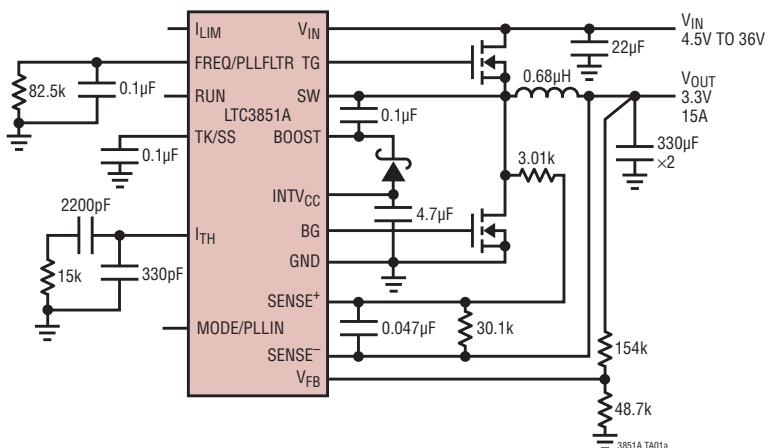 I_LIM
V_IN
V_IN
4.5V TO 36V
22µF
FREQ/PLLFLTR
TG
82.5k
0.1µF
0.68µH
RUN
LTC3851A
SW
V_OUT
3.3V
15A
0.1µF
TK/SS
BOOST
330µF
×2
0.1µF
3.01k
INTV_CC
2200pF
4.7µF
I_TH
BG
15k
330pF
GND
SENSE+
MODE/PLLIN
0.047µF
30.1k
154k
SENSE–
V_FB
48.7k
3851A TA01a